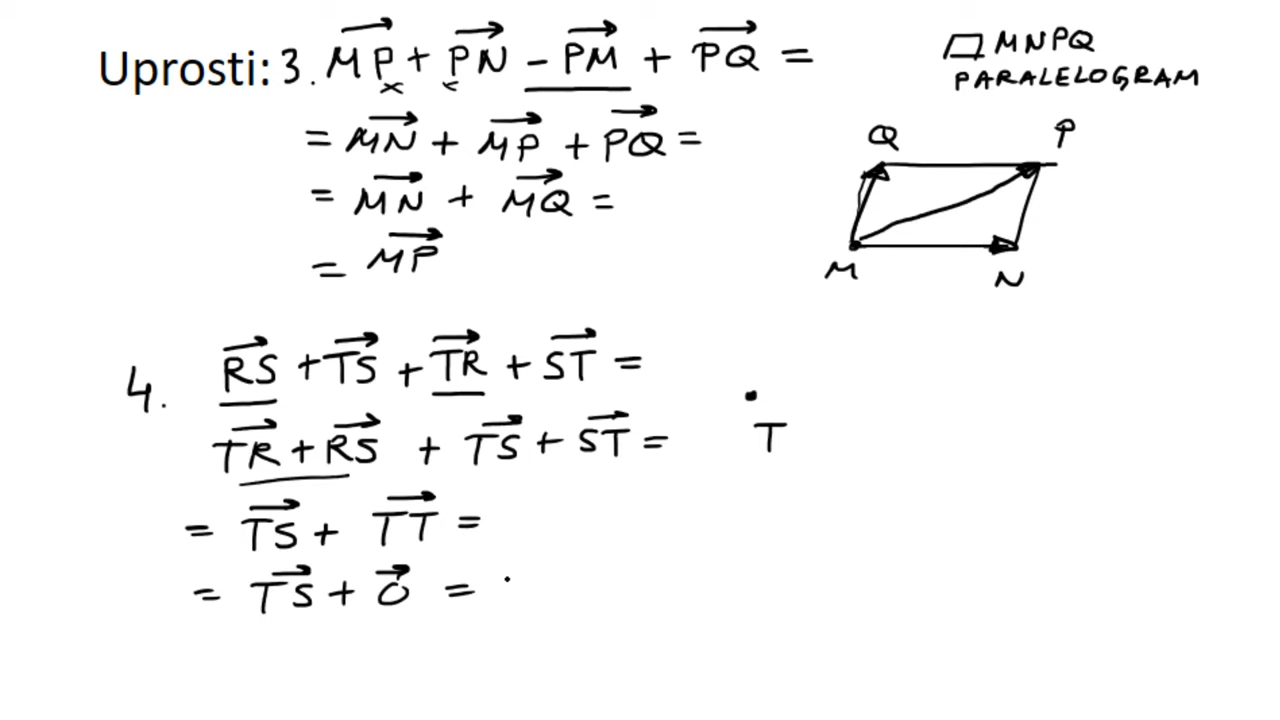 Uprosti: 3. MP⃗ + PN⃗ - PM⃗ + PQ⃗ =
▱ MNPQ
PARALELOGRAM
= MN⃗ + MP⃗ + PQ⃗ =
= MN⃗ + MQ⃗ =
= MP⃗
Q P
M N
4. RS⃗ + TS⃗ + TR⃗ + ST⃗ =
TR⃗ + RS⃗ + TS⃗ + ST⃗ =
T
= TS⃗ + TT⃗ =
= TS⃗ + 0⃗ =